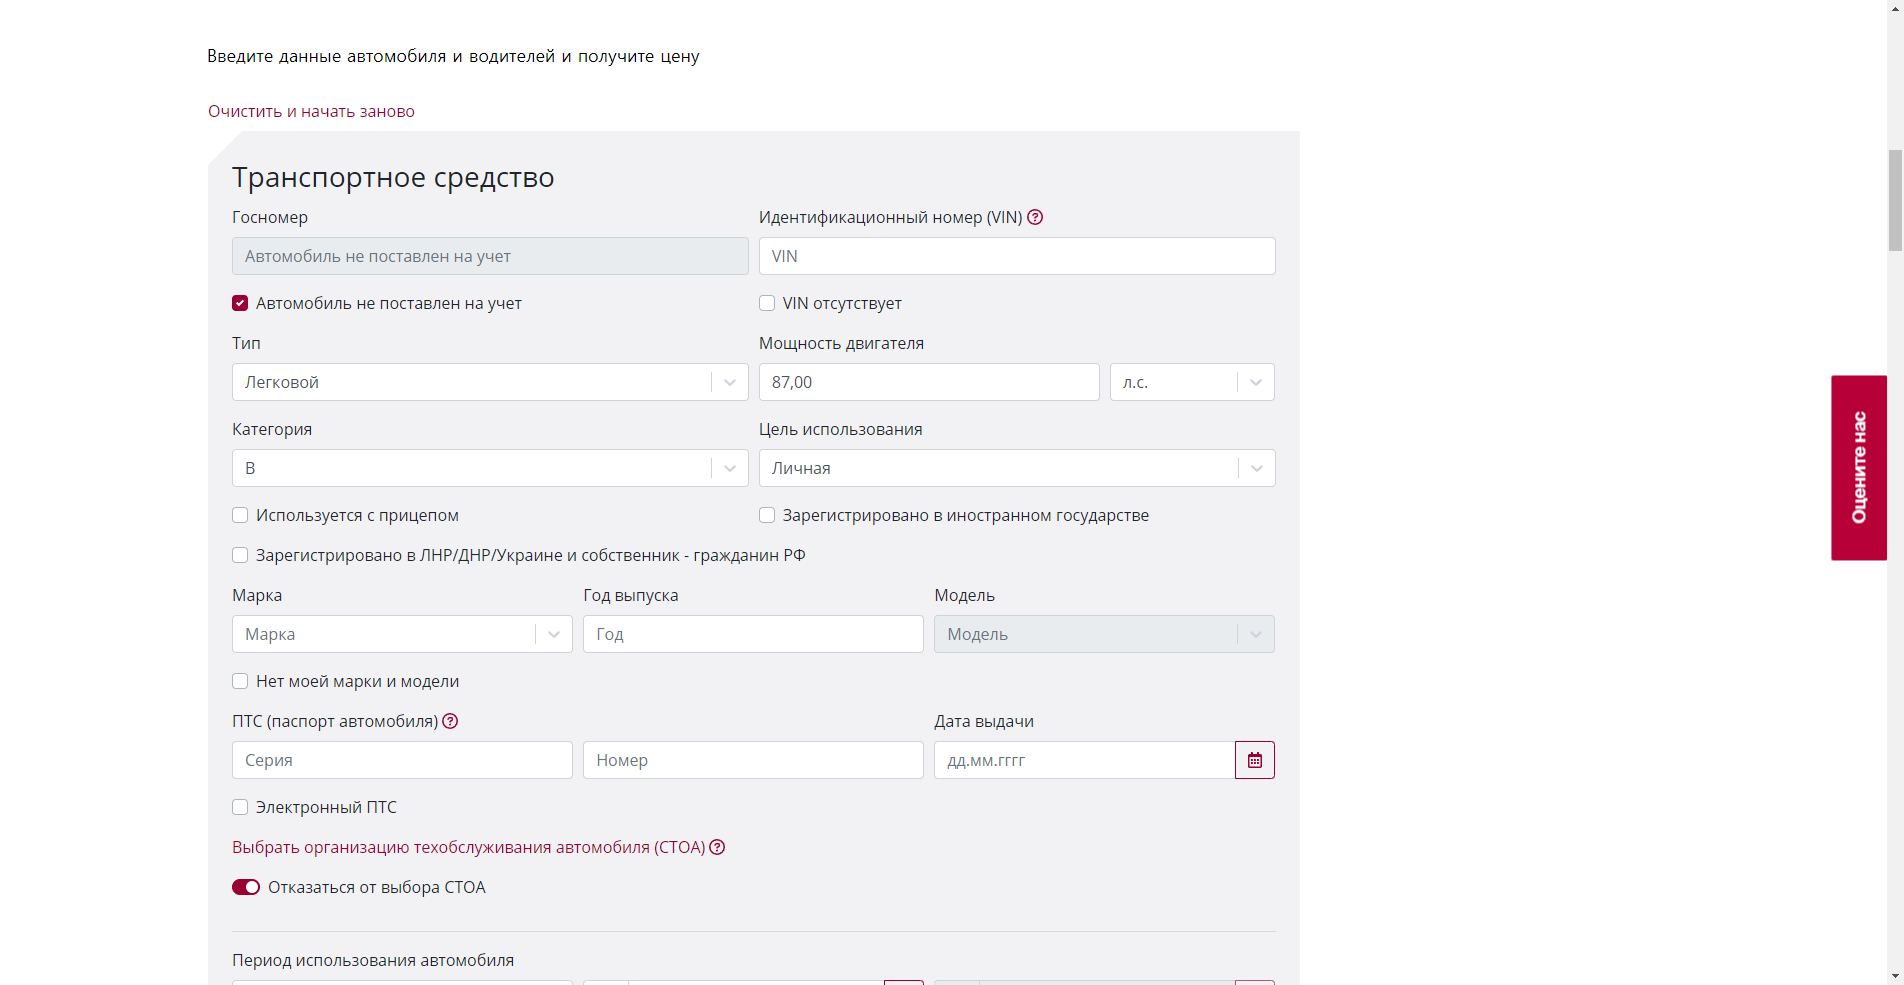 Введите данные автомобиля и водителей и получите цену
Очистить и начать заново
Транспортное средство
Госномер
Идентификационный номер (VIN)
Автомобиль не поставлен на учет
VIN
Автомобиль не поставлен на учет
VIN отсутствует
Тип
Мощность двигателя
Легковой
87,00
л.с.
Категория
Цель использования
B
Личная
Используется с прицепом
Зарегистрировано в иностранном государстве
Зарегистрировано в ЛНР/ДНР/Украине и собственник - гражданин РФ
Марка
Год выпуска
Модель
Марка
Год
Модель
Нет моей марки и модели
ПТС (паспорт автомобиля)
Дата выдачи
Серия
Номер
дд.мм.гггг
Электронный ПТС
Выбрать организацию техобслуживания автомобиля (СТОА)
Отказаться от выбора СТОА
Период использования автомобиля
Оцените нас